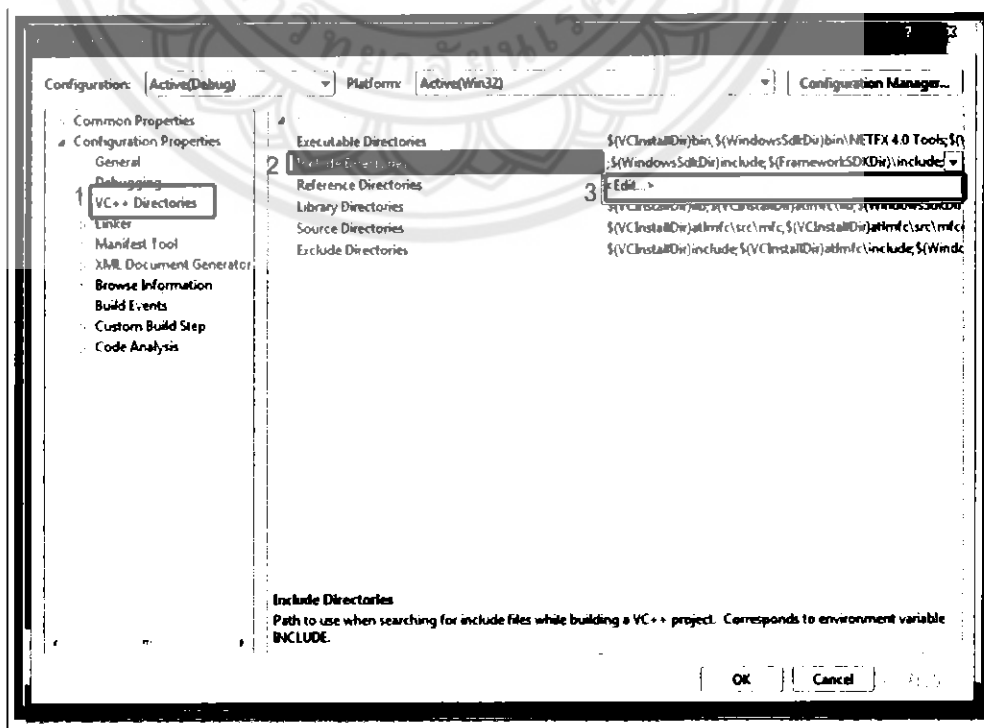 ? X
Configuration: Active(Debug) Platform: Active(Win32) Configuration Manager...
Common Properties
Configuration Properties
General
Debugging
1 VC++ Directories
Linker
Manifest Tool
XML Document Generator
Browse Information
Build Events
Custom Build Step
Code Analysis
Executable Directories $(VCInstallDir)bin;$(WindowsSdkDir)bin\NETFX 4.0 Tools;$(
2 Include Directories ;$(WindowsSdkDir)include;$(FrameworkSDKDir)\include;
Reference Directories 3 <Edit...>
Library Directories
Source Directories $(VCInstallDir)atlmfc\src\mfc;$(VCInstallDir)atlmfc\src\mfc
Exclude Directories $(VCInstallDir)include;$(VCInstallDir)atlmfc\include;$(Windo
Include Directories
Path to use when searching for include files while building a VC++ project. Corresponds to environment variable
INCLUDE.
OK Cancel